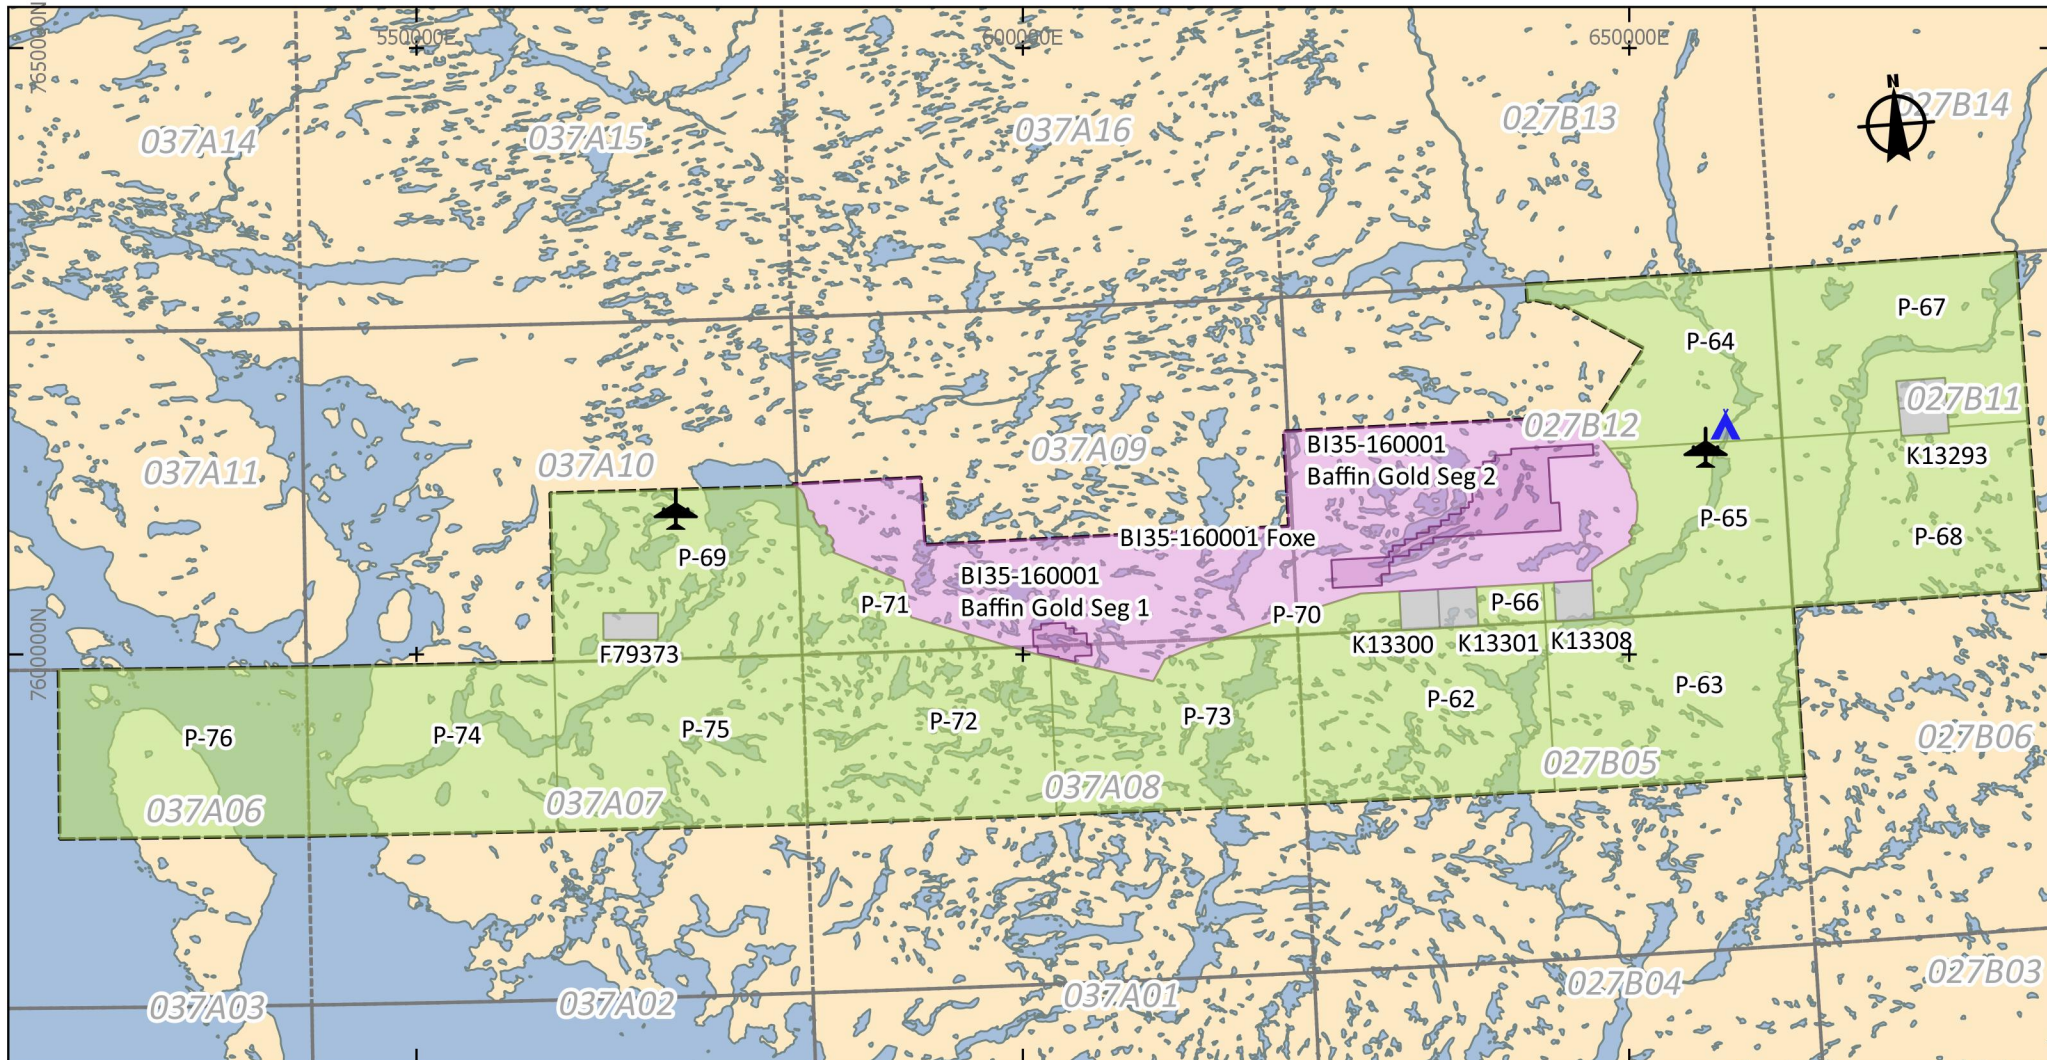 550000E
600000E
650000E
7650000N
N
037A14
037A15
037A16
027B13
027B14
P-67
P-64
027B11
037A11
037A10
037A09
027B12
BI35-160001
Baffin Gold Seg 2
K13293
P-65
P-68
BI35-160001 Foxe
P-69
BI35-160001
Baffin Gold Seg 1
P-71
P-70
P-66
F79373
K13300
K13301
K13308
7600000N
P-76
P-74
P-75
P-72
P-73
P-62
P-63
027B06
037A06
037A07
037A08
027B05
037A03
037A02
037A01
027B04
027B03